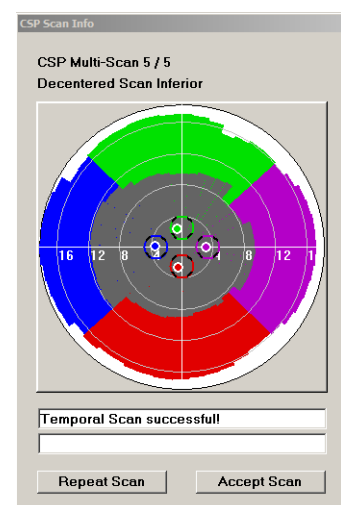 CSP Scan Info
CSP Multi-Scan 5 / 5
Decentered Scan Inferior
16 12 8 4 4 8 12 1
Temporal Scan successful!
Repeat Scan Accept Scan